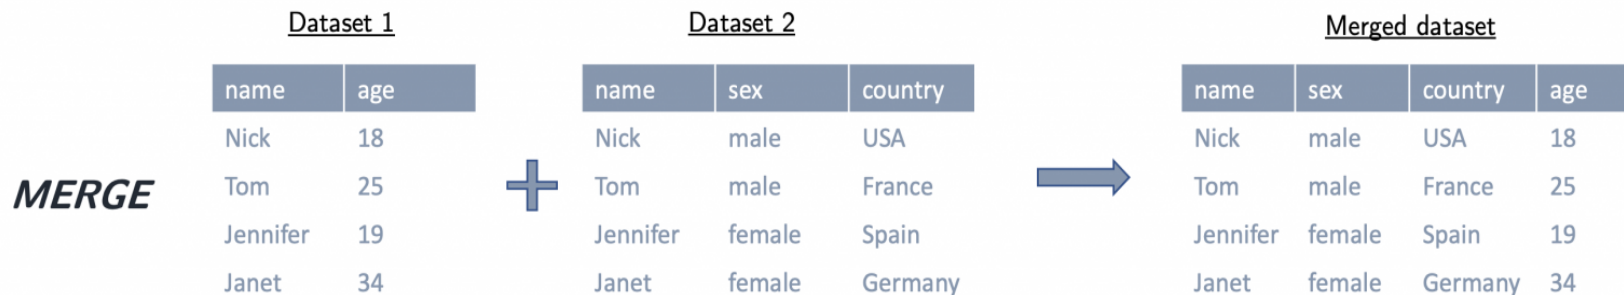 Dataset 1 Dataset 2 Merged dataset
name age name sex country name sex country age
Nick 18 Nick male USA Nick male USA 18
MERGE
Tom 25 Tom male France Tom male France 25
Jennifer 19 Jennifer female Spain Jennifer female Spain 19
Janet 34 Janet female Germany Janet female Germany 34